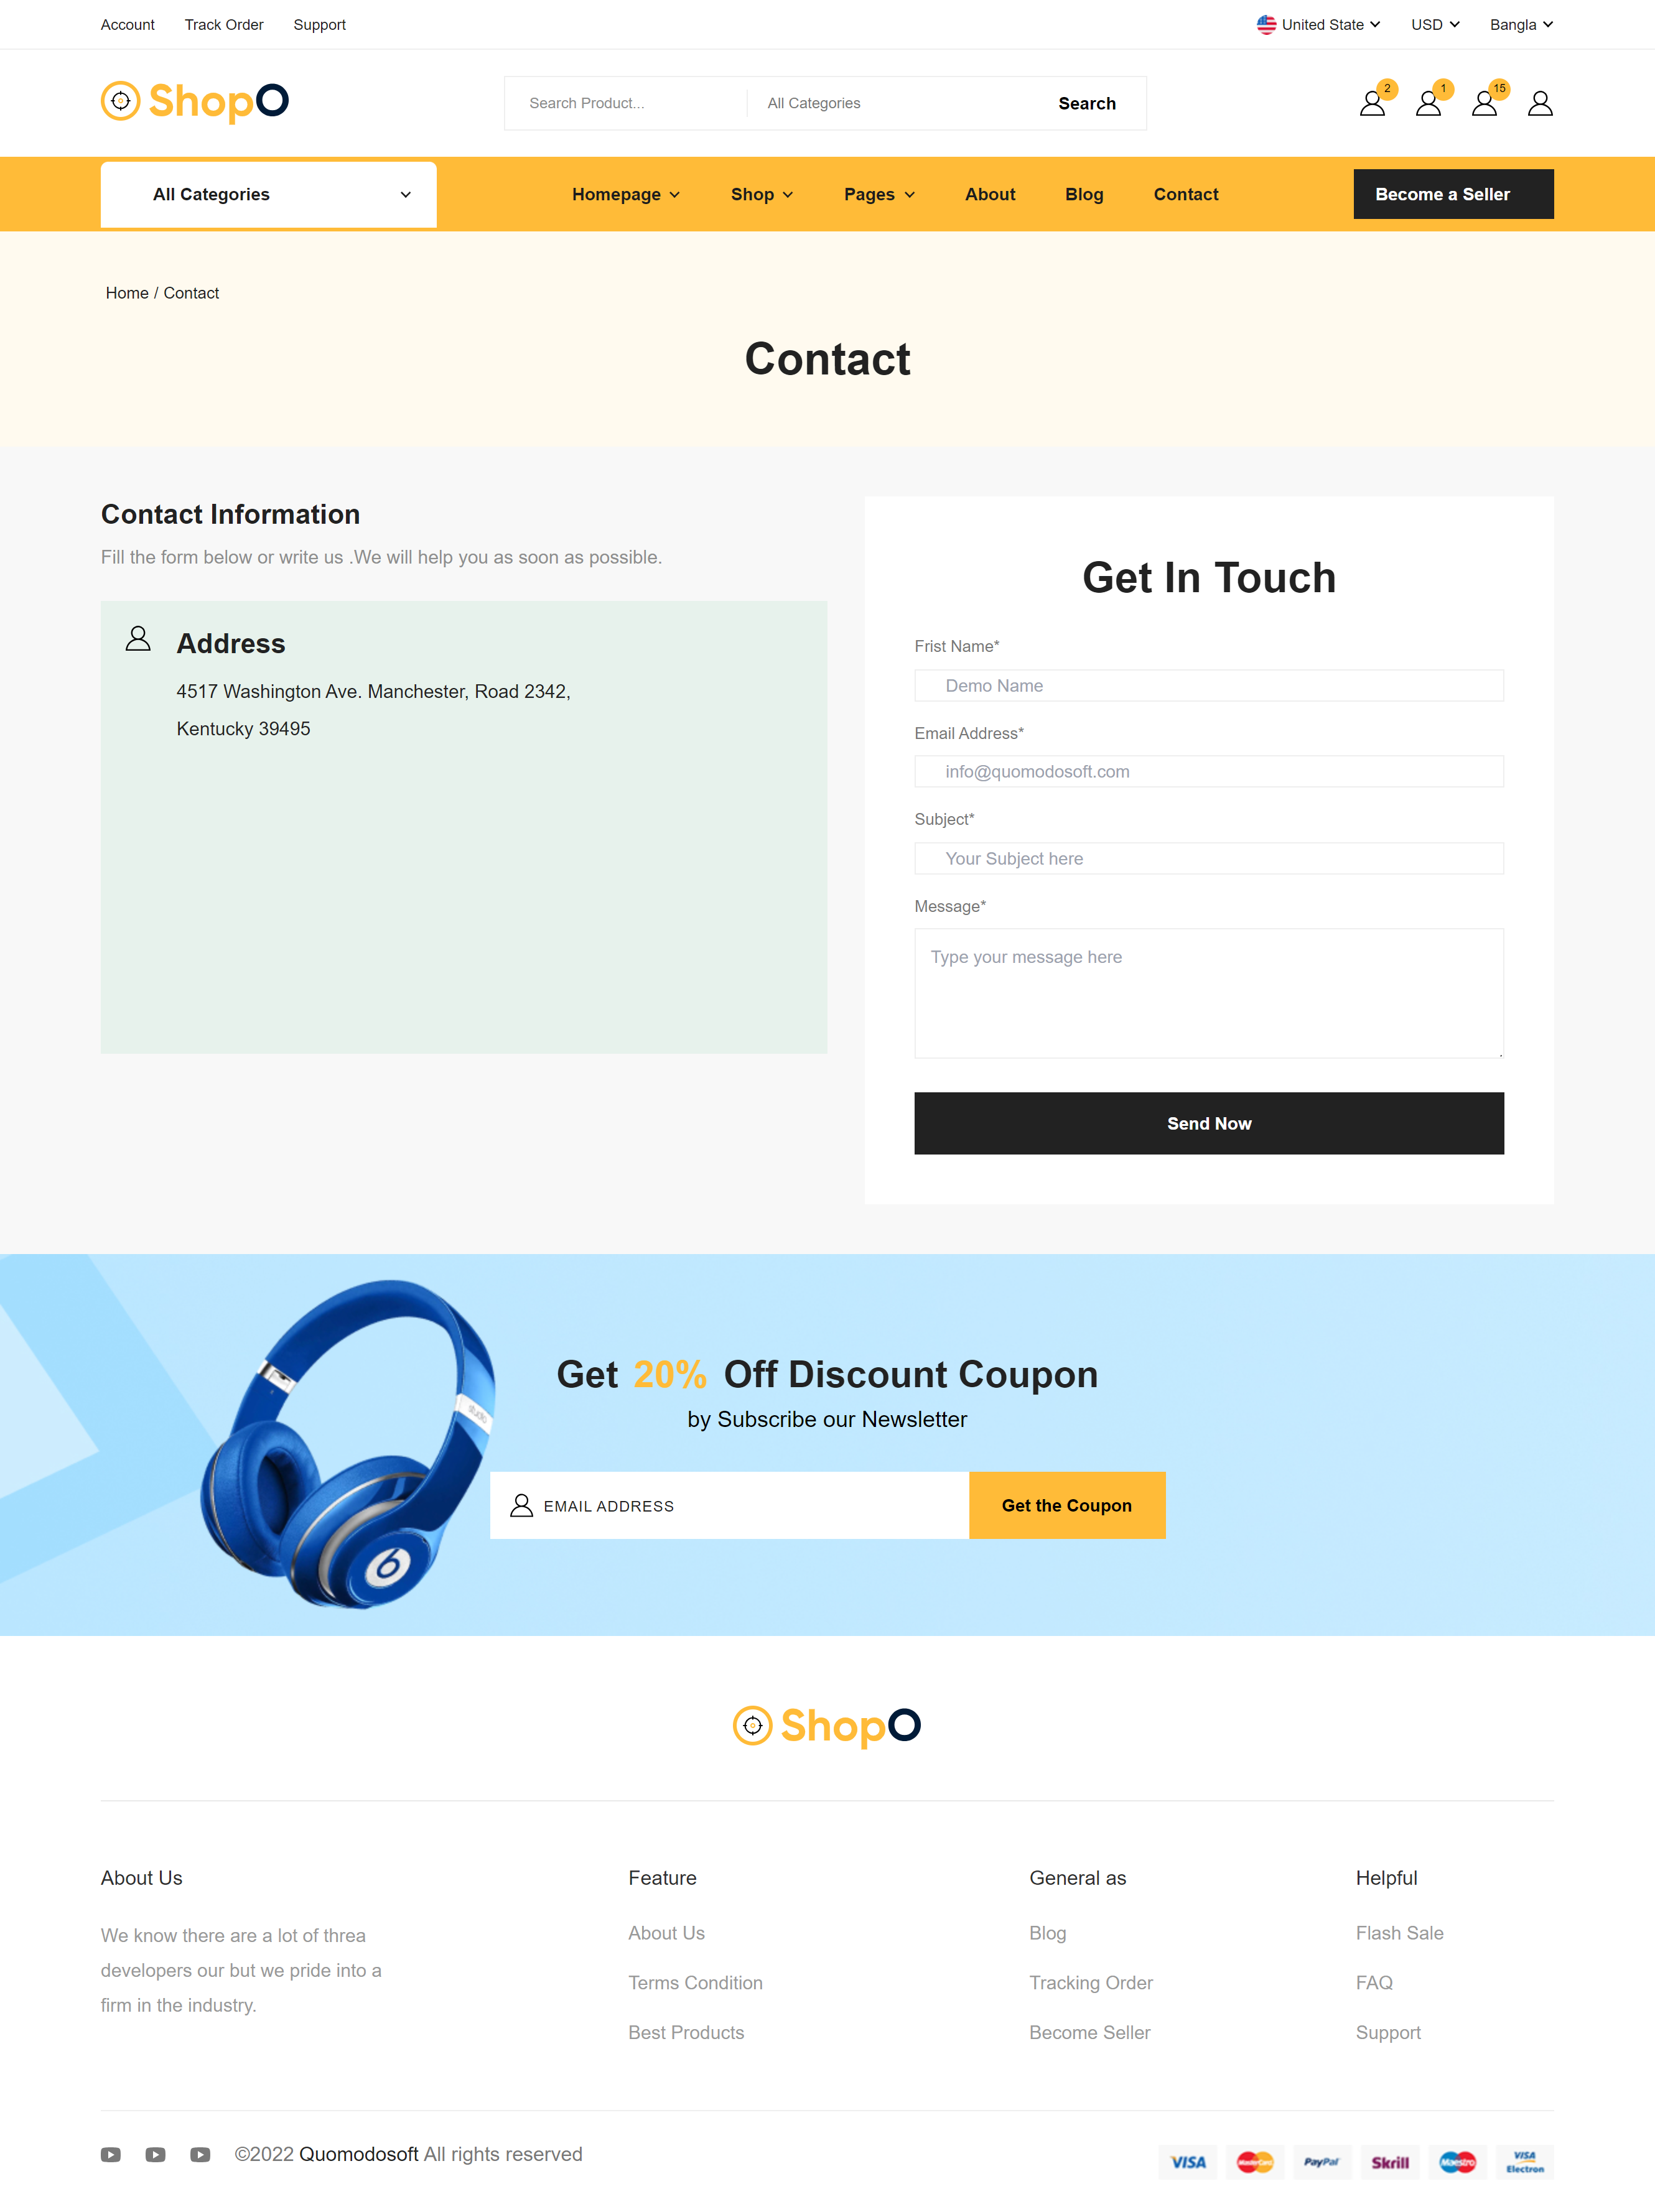 Account Track Order Support United State USD Bangla
ShopO Search Product... All Categories Search 2 1 15
All Categories Homepage Shop Pages About Blog Contact Become a Seller
Home / Contact
Contact
Contact Information
Fill the form below or write us .We will help you as soon as possible.
Address
4517 Washington Ave. Manchester, Road 2342,
Kentucky 39495
Get In Touch
Frist Name*
Demo Name
Email Address*
info@quomodosoft.com
Subject*
Your Subject here
Message*
Type your message here
Send Now
studio
Get 20% Off Discount Coupon
by Subscribe our Newsletter
EMAIL ADDRESS Get the Coupon
ShopO
About Us
We know there are a lot of threa
developers our but we pride into a
firm in the industry.
Feature
About Us
Terms Condition
Best Products
General as
Blog
Tracking Order
Become Seller
Helpful
Flash Sale
FAQ
Support
©2022 Quomodosoft All rights reserved
VISA MasterCard PayPal Skrill Maestro VISA Electron